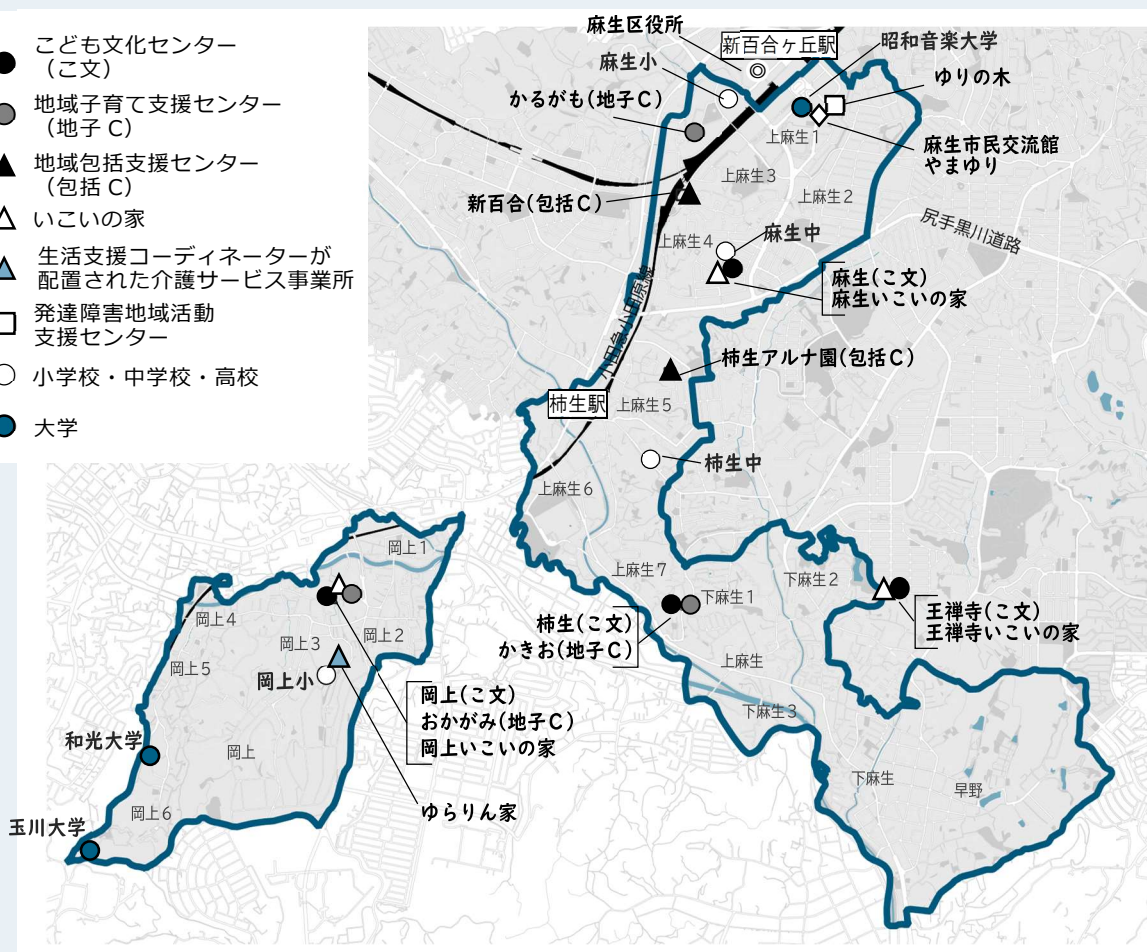 こども文化センター
（こ文）
地域子育て支援センター
（地子 C）
地域包括支援センター
（包括 C）
いこいの家
生活支援コーディネーターが
配置された介護サービス事業所
発達障害地域活動
支援センター
小学校・中学校・高校
大学
麻生区役所
新百合ヶ丘駅
昭和音楽大学
麻生小
ゆりの木
かるがも(地子C)
上麻生1
麻生市民交流館
やまゆり
上麻生3
上麻生2
新百合(包括C)
尻手黒川道路
上麻生4
麻生中
麻生(こ文)
麻生いこいの家
小田急小田原線
柿生アルナ園(包括C)
柿生駅
上麻生5
柿生中
上麻生6
岡上1
上麻生7
下麻生2
下麻生1
王禅寺(こ文)
王禅寺いこいの家
柿生(こ文)
かきお(地子C)
岡上4
岡上3
岡上2
岡上5
上麻生
岡上小
岡上(こ文)
おかがみ(地子C)
岡上いこいの家
下麻生3
和光大学
岡上
下麻生
早野
岡上6
ゆらりん家
玉川大学